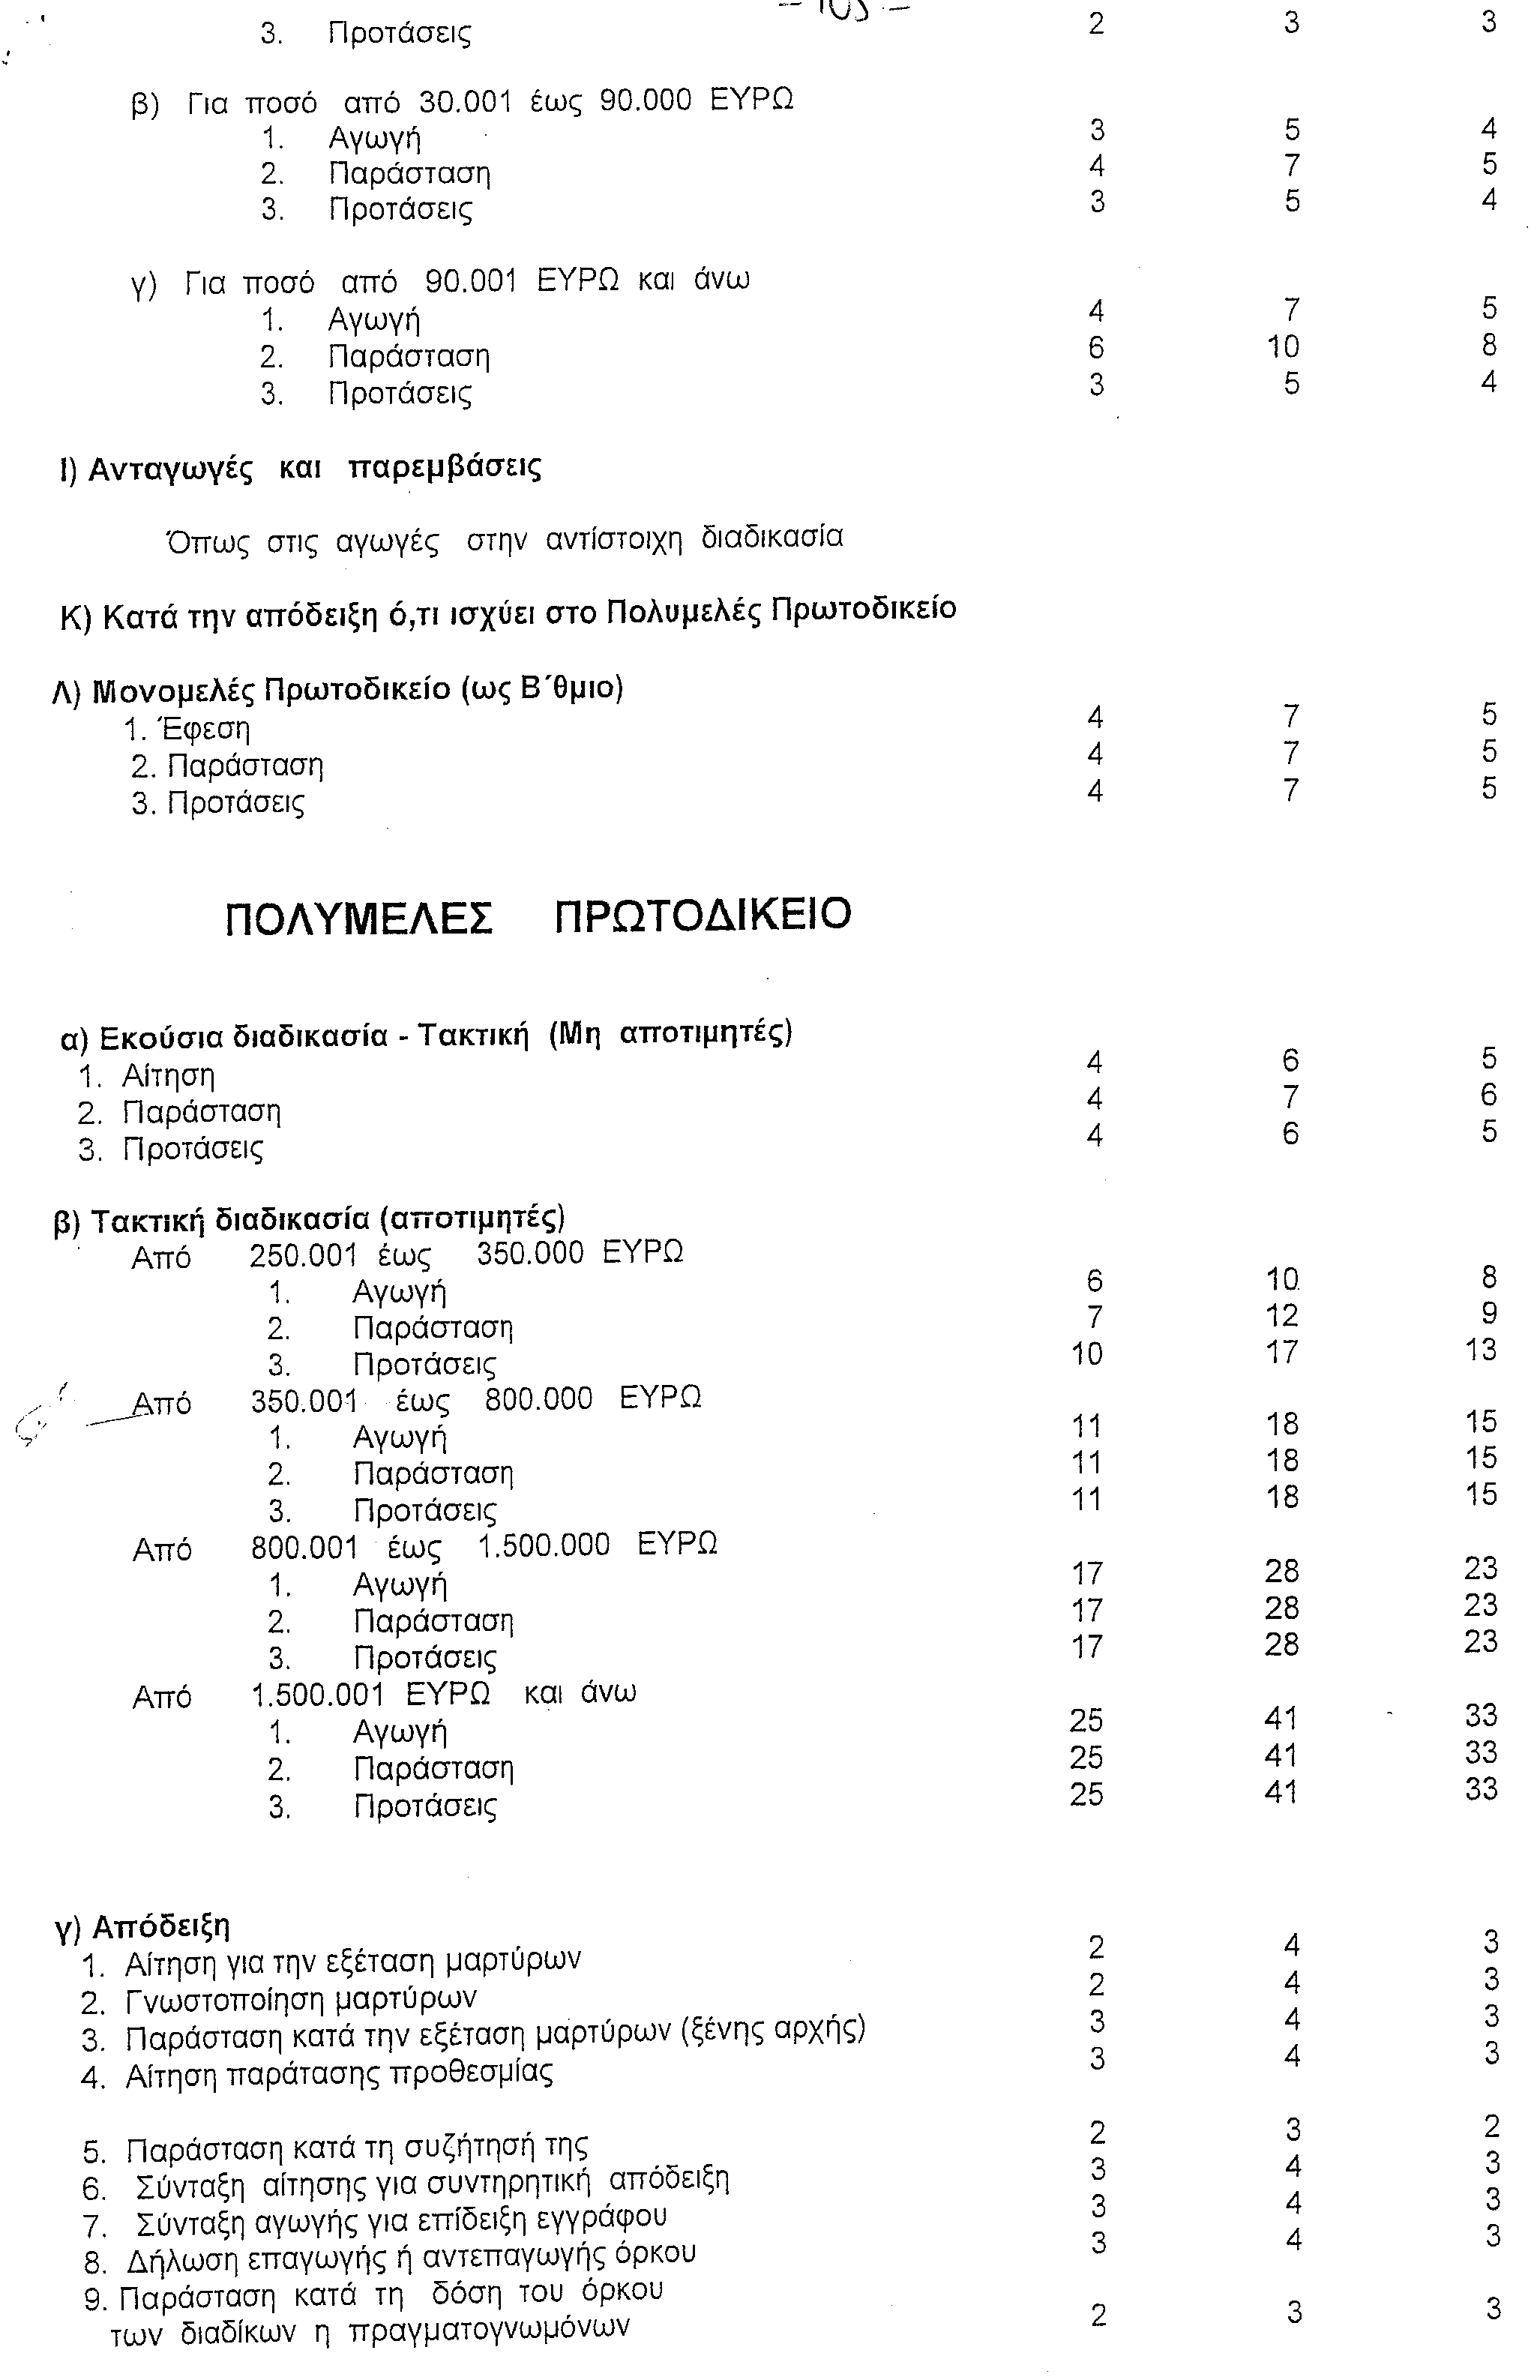 3. Προτάσεις 2 3 3
β) Για ποσό από 30.001 έως 90.000 ΕΥΡΩ
1. Αγωγή 3 5 4
2. Παράσταση 4 7 5
3. Προτάσεις 3 5 4
γ) Για ποσό από 90.001 ΕΥΡΩ και άνω
1. Αγωγή 4 7 5
2. Παράσταση 6 10 8
3. Προτάσεις 3 5 4
Ι) Ανταγωγές και παρεμβάσεις
Όπως στις αγωγές στην αντίστοιχη διαδικασία
Κ) Κατά την απόδειξη ό,τι ισχύει στο Πολυμελές Πρωτοδικείο
Λ) Μονομελές Πρωτοδικείο (ως Β΄θμιο)
1. Έφεση 4 7 5
2. Παράσταση 4 7 5
3. Προτάσεις 4 7 5
ΠΟΛΥΜΕΛΕΣ ΠΡΩΤΟΔΙΚΕΙΟ
α) Εκούσια διαδικασία - Τακτική (Μη αποτιμητές)
1. Αίτηση 4 6 5
2. Παράσταση 4 7 6
3. Προτάσεις 4 6 5
β) Τακτική διαδικασία (αποτιμητές)
Από 250.001 έως 350.000 ΕΥΡΩ
1. Αγωγή 6 10 8
2. Παράσταση 7 12 9
3. Προτάσεις 10 17 13
Από 350.001 έως 800.000 ΕΥΡΩ
1. Αγωγή 11 18 15
2. Παράσταση 11 18 15
3. Προτάσεις 11 18 15
Από 800.001 έως 1.500.000 ΕΥΡΩ
1. Αγωγή 17 28 23
2. Παράσταση 17 28 23
3. Προτάσεις 17 28 23
Από 1.500.001 ΕΥΡΩ και άνω
1. Αγωγή 25 41 33
2. Παράσταση 25 41 33
3. Προτάσεις 25 41 33
γ) Απόδειξη
1. Αίτηση για την εξέταση μαρτύρων 2 4 3
2. Γνωστοποίηση μαρτύρων 2 4 3
3. Παράσταση κατά την εξέταση μαρτύρων (ξένης αρχής) 3 4 3
4. Αίτηση παράτασης προθεσμίας 3 4 3
5. Παράσταση κατά τη συζήτησή της 2 3 2
6. Σύνταξη αίτησης για συντηρητική απόδειξη 3 4 3
7. Σύνταξη αγωγής για επίδειξη εγγράφου 3 4 3
8. Δήλωση επαγωγής ή αντεπαγωγής όρκου 3 4 3
9. Παράσταση κατά τη δόση του όρκου
των διαδίκων η πραγματογνωμόνων 2 3 3